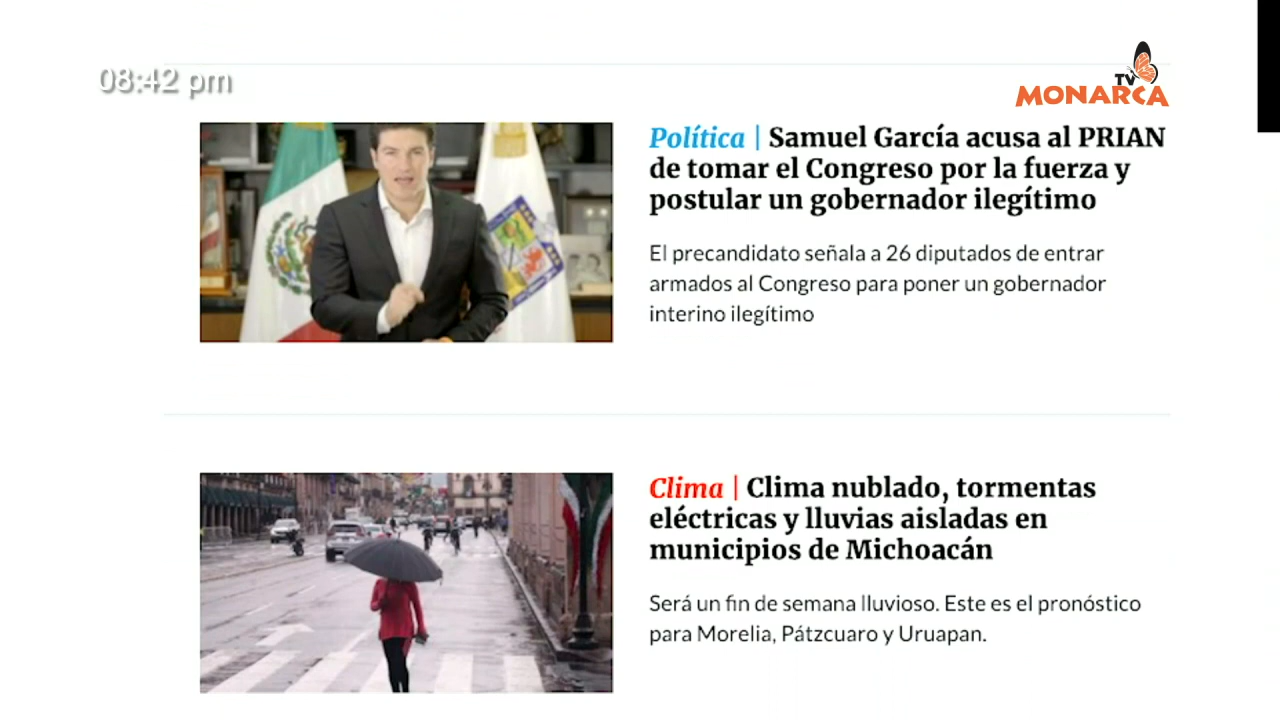 08:42 pm
TV
MONARCA
Política | Samuel García acusa al PRIAN
de tomar el Congreso por la fuerza y
postular un gobernador ilegítimo
El precandidato señala a 26 diputados de entrar
armados al Congreso para poner un gobernador
interino ilegítimo
Clima | Clima nublado, tormentas
eléctricas y lluvias aisladas en
municipios de Michoacán
Será un fin de semana lluvioso. Este es el pronóstico
para Morelia, Pátzcuaro y Uruapan.